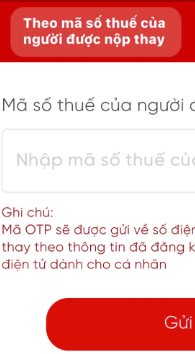 Theo mã số thuế của
người được nộp thay
Mã số thuế của người
Nhập mã số thuế
Ghi chú:
Mã OTP sẽ được gửi về số
thay theo thông tin đã đăng
điện tử dành cho cá nhân
Gửi